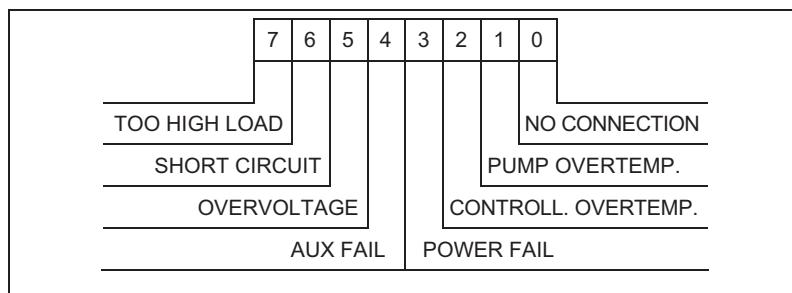 7 6 5 4 3 2 1 0
TOO HIGH LOAD NO CONNECTION
SHORT CIRCUIT PUMP OVERTEMP.
OVERVOLTAGE CONTROLL. OVERTEMP.
AUX FAIL POWER FAIL